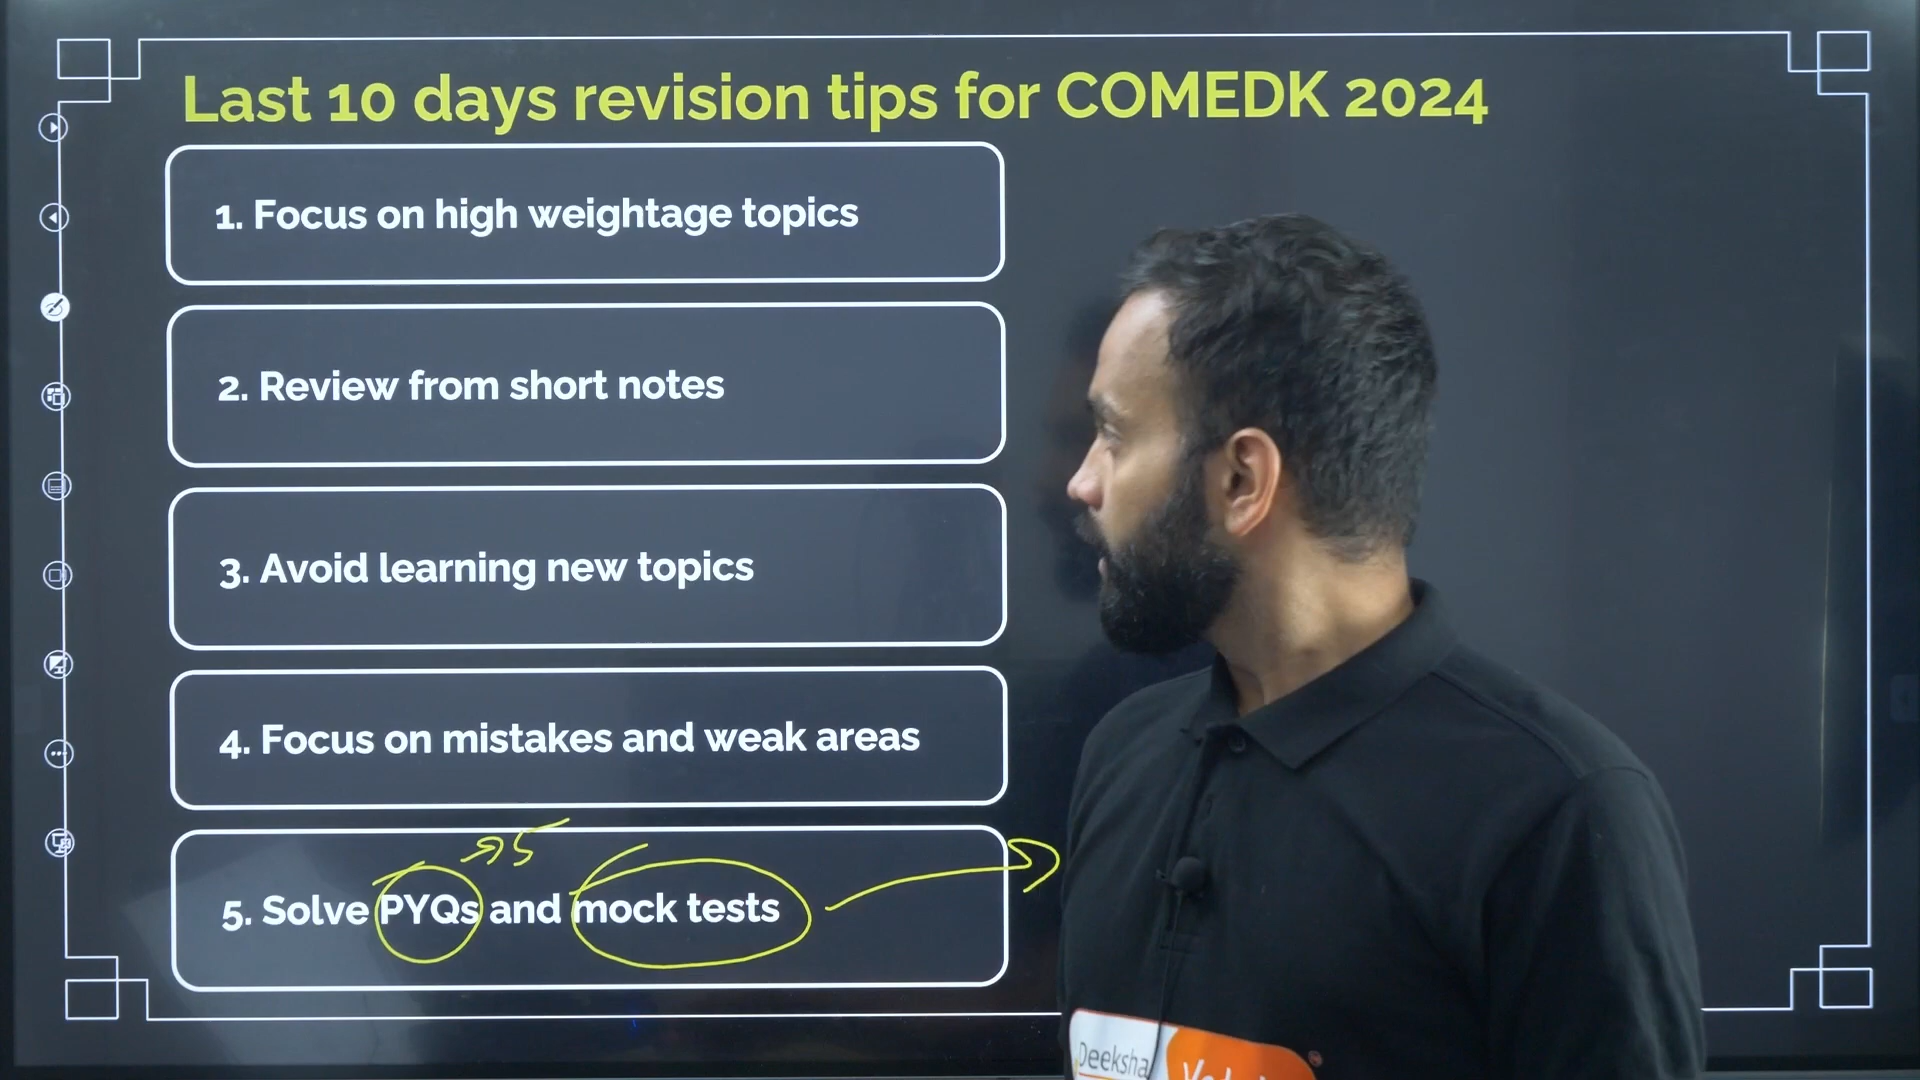 Last 10 days revision tips for COMEDK 2024
1. Focus on high weightage topics
2. Review from short notes
3. Avoid learning new topics
4. Focus on mistakes and weak areas
→ 5
5. Solve PYQs and mock tests
Deeksha